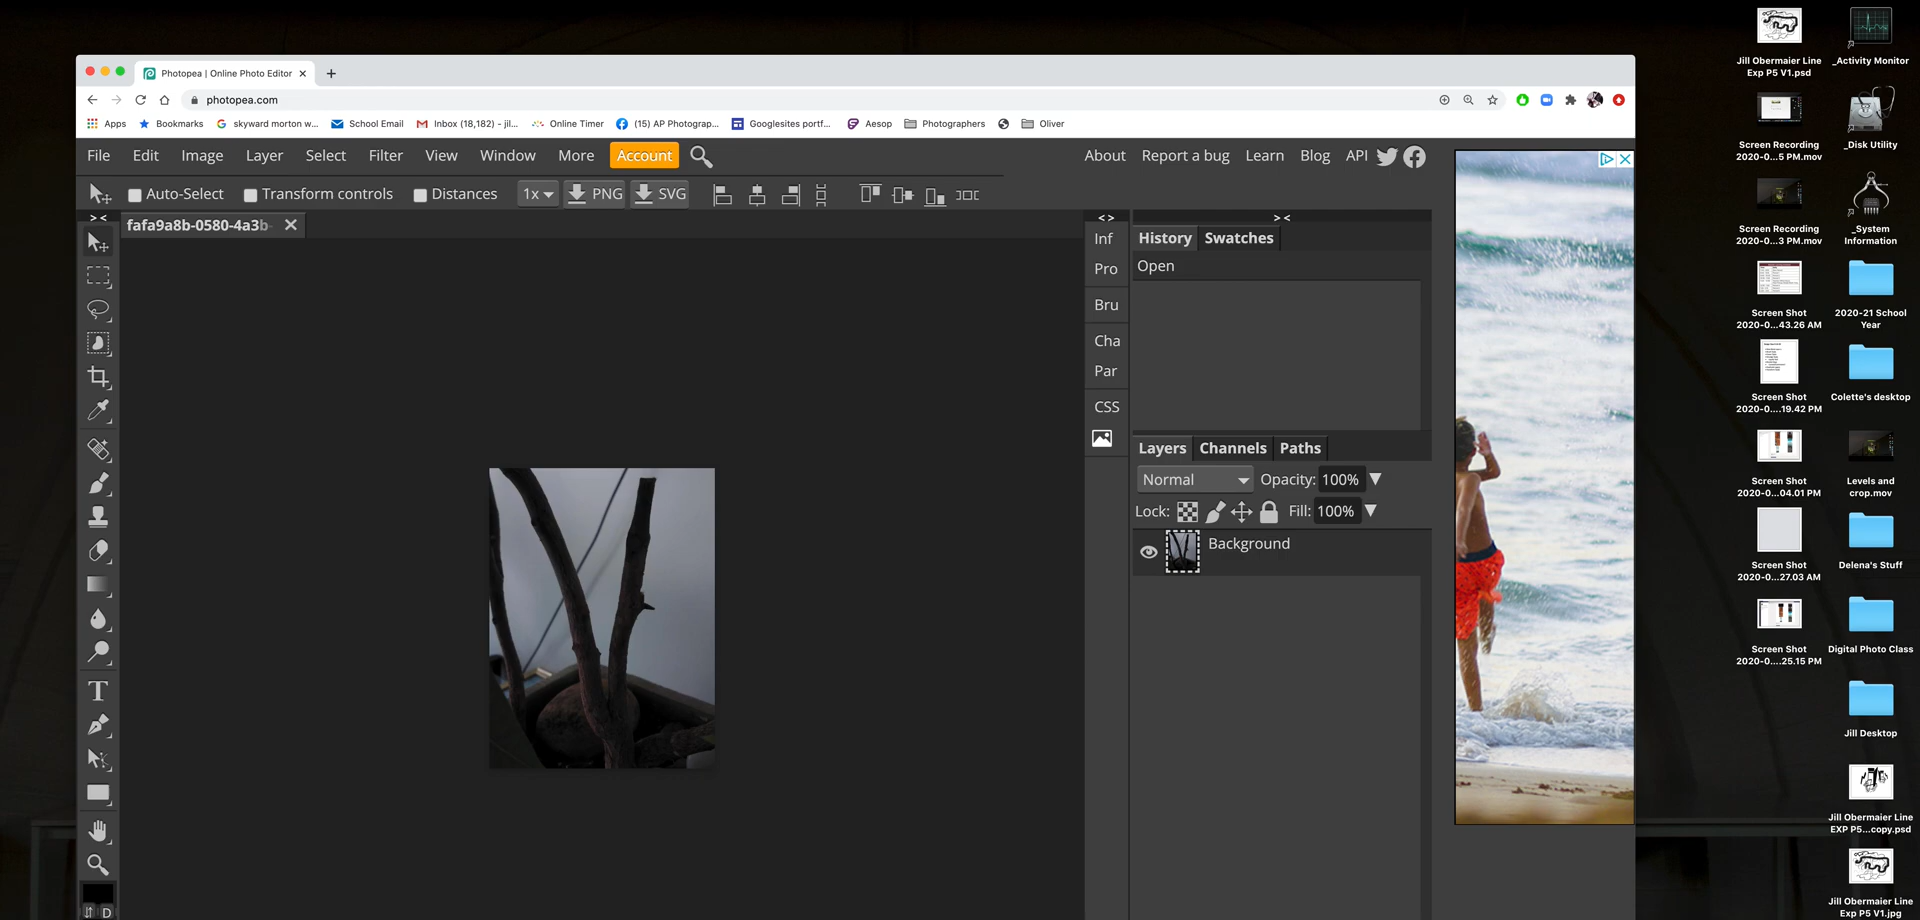 Photopea | Online Photo Editor
photopea.com
Apps
Bookmarks
skyward morton w...
School Email
Inbox (18,182) - jil...
Online Timer
(15) AP Photograp...
Googlesites portf...
Aesop
Photographers
Oliver
File Edit Image Layer Select Filter View Window More Account
About Report a bug Learn Blog API
Auto-Select Transform controls Distances 1x PNG SVG
> <
fafa9a8b-0580-4a3b-
< >
> <
Inf
Pro
Bru
Cha
Par
CSS
History Swatches
Open
Layers Channels Paths
Normal Opacity: 100%
Lock: Fill: 100%
Background
T
D
Jill Obermaier Line
Exp P5 V1.psd
_Activity Monitor
Screen Recording
2020-0...5 PM.mov
_Disk Utility
Screen Recording
2020-0...3 PM.mov
_System
Information
Screen Shot
2020-0...43.26 AM
2020-21 School
Year
Screen Shot
2020-0....19.42 PM
Colette's desktop
Screen Shot
2020-0...04.01 PM
Levels and
crop.mov
Screen Shot
2020-0...27.03 AM
Delena's Stuff
Screen Shot
2020-0....25.15 PM
Digital Photo Class
Jill Desktop
Jill Obermaier Line
EXP P5...copy.psd
Jill Obermaier Line
Exp P5 V1.jpg